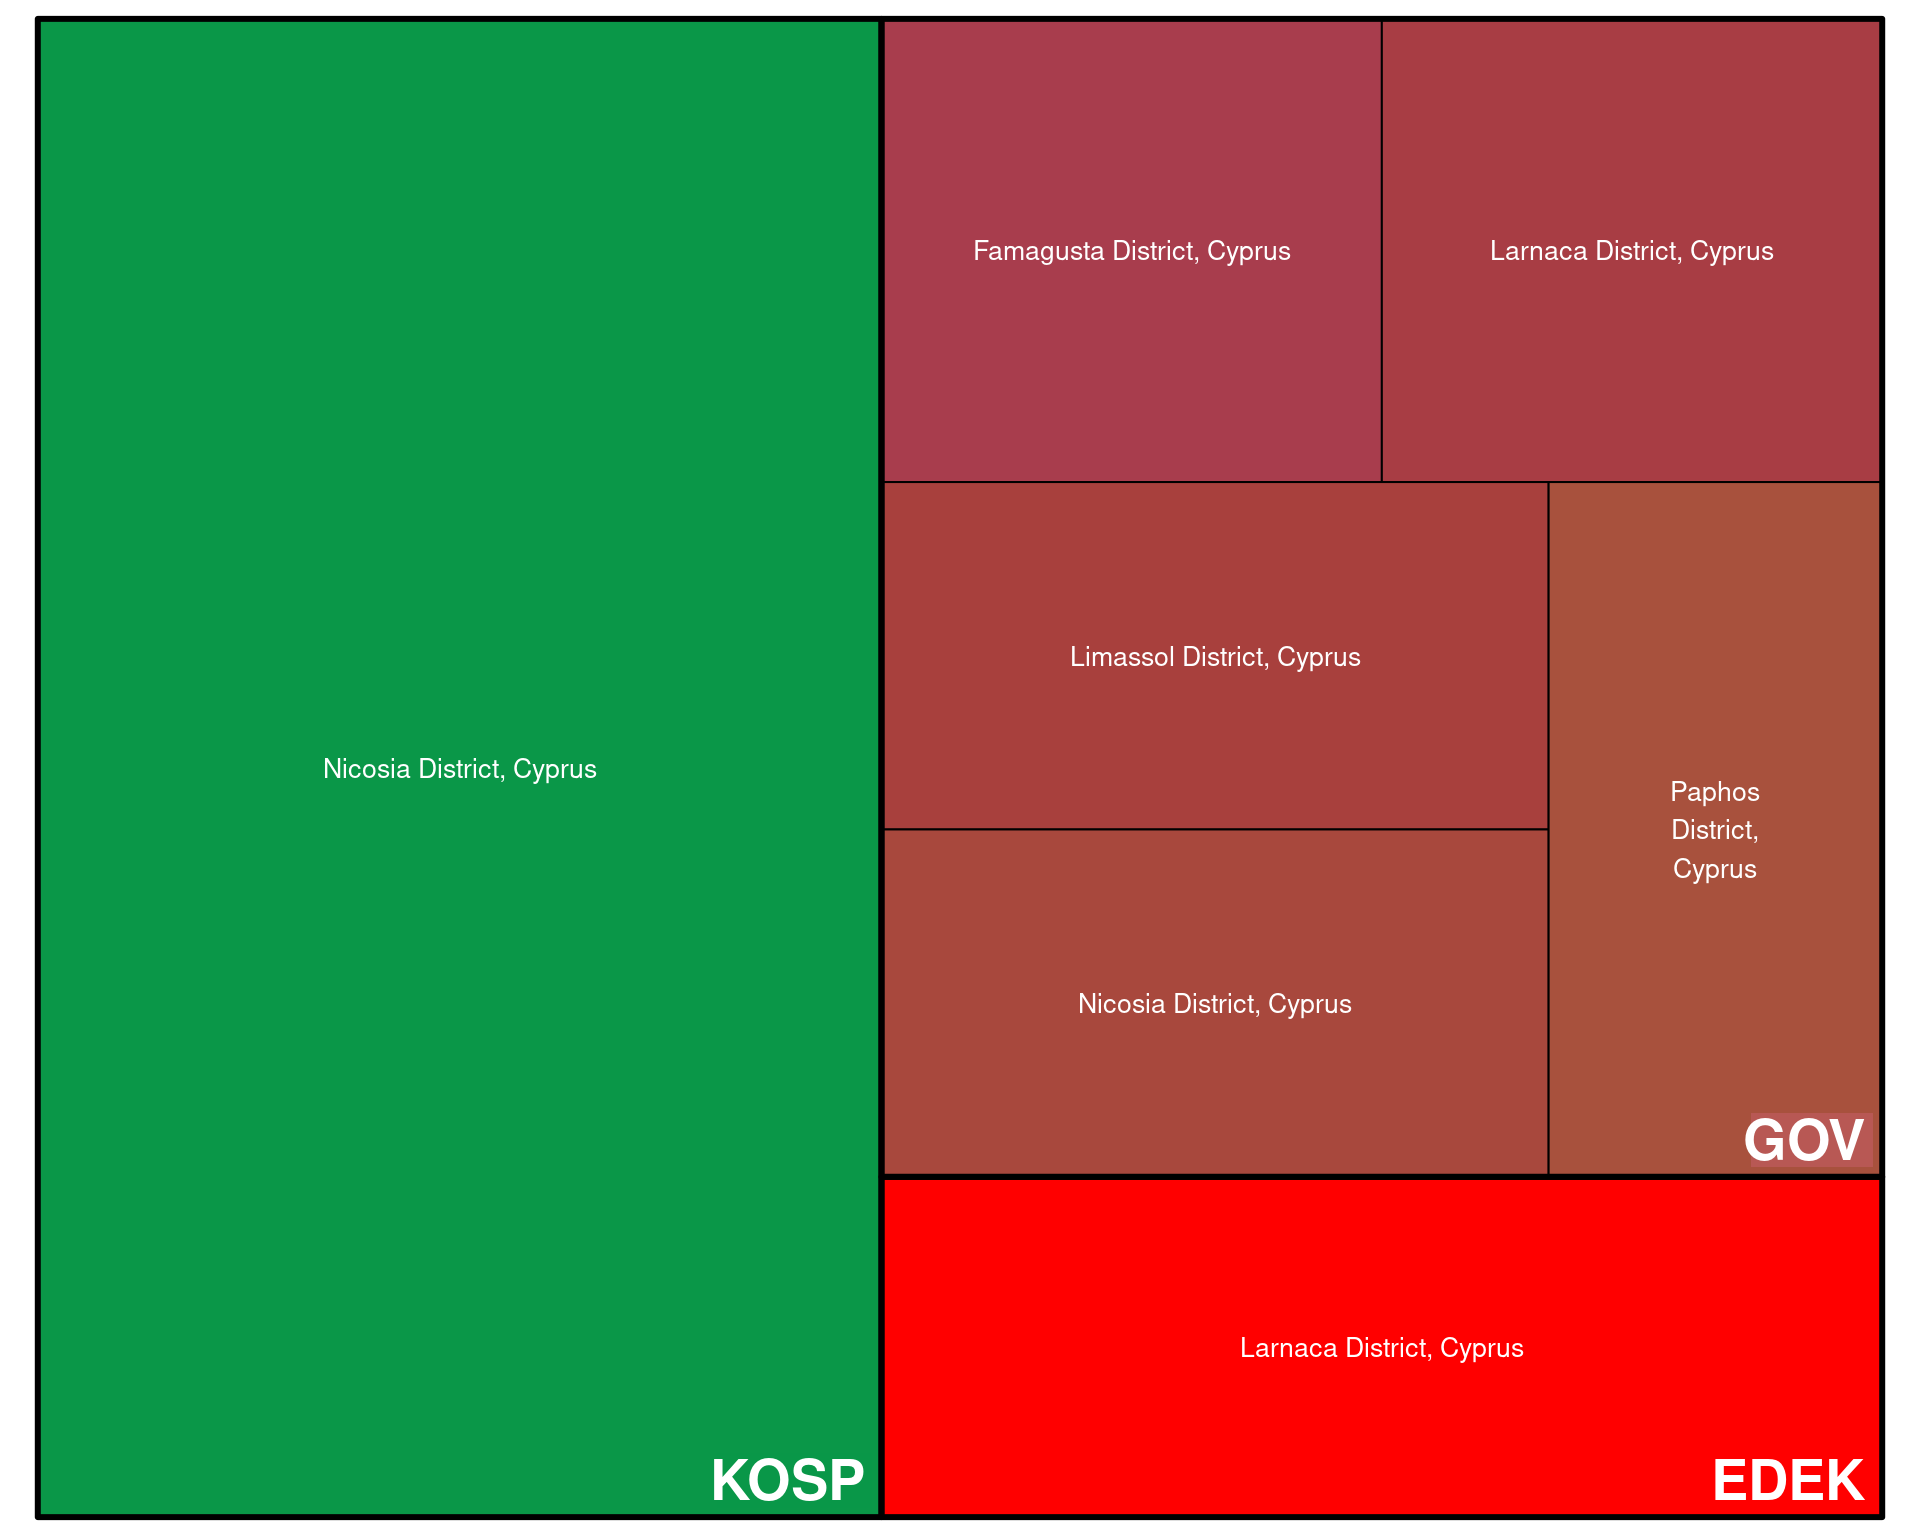 Famagusta District, Cyprus
Larnaca District, Cyprus
Limassol District, Cyprus
Nicosia District, Cyprus
Paphos
District,
Cyprus
Nicosia District, Cyprus
GOV
Larnaca District, Cyprus
KOSP
EDEK